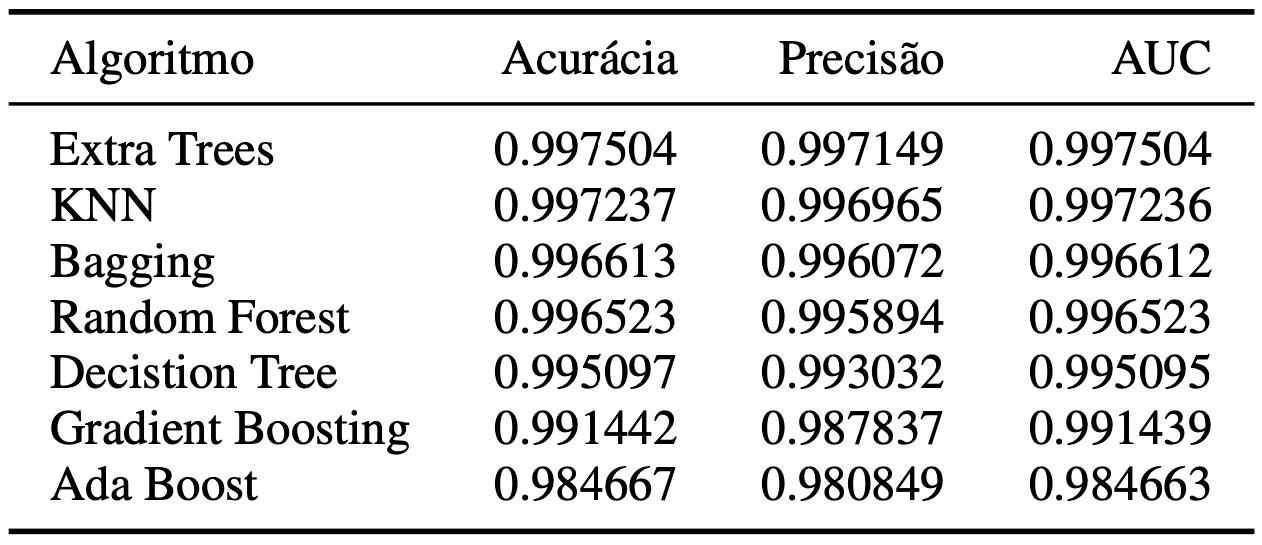 Algoritmo Acurácia Precisão AUC
Extra Trees 0.997504 0.997149 0.997504
KNN 0.997237 0.996965 0.997236
Bagging 0.996613 0.996072 0.996612
Random Forest 0.996523 0.995894 0.996523
Decistion Tree 0.995097 0.993032 0.995095
Gradient Boosting 0.991442 0.987837 0.991439
Ada Boost 0.984667 0.980849 0.984663